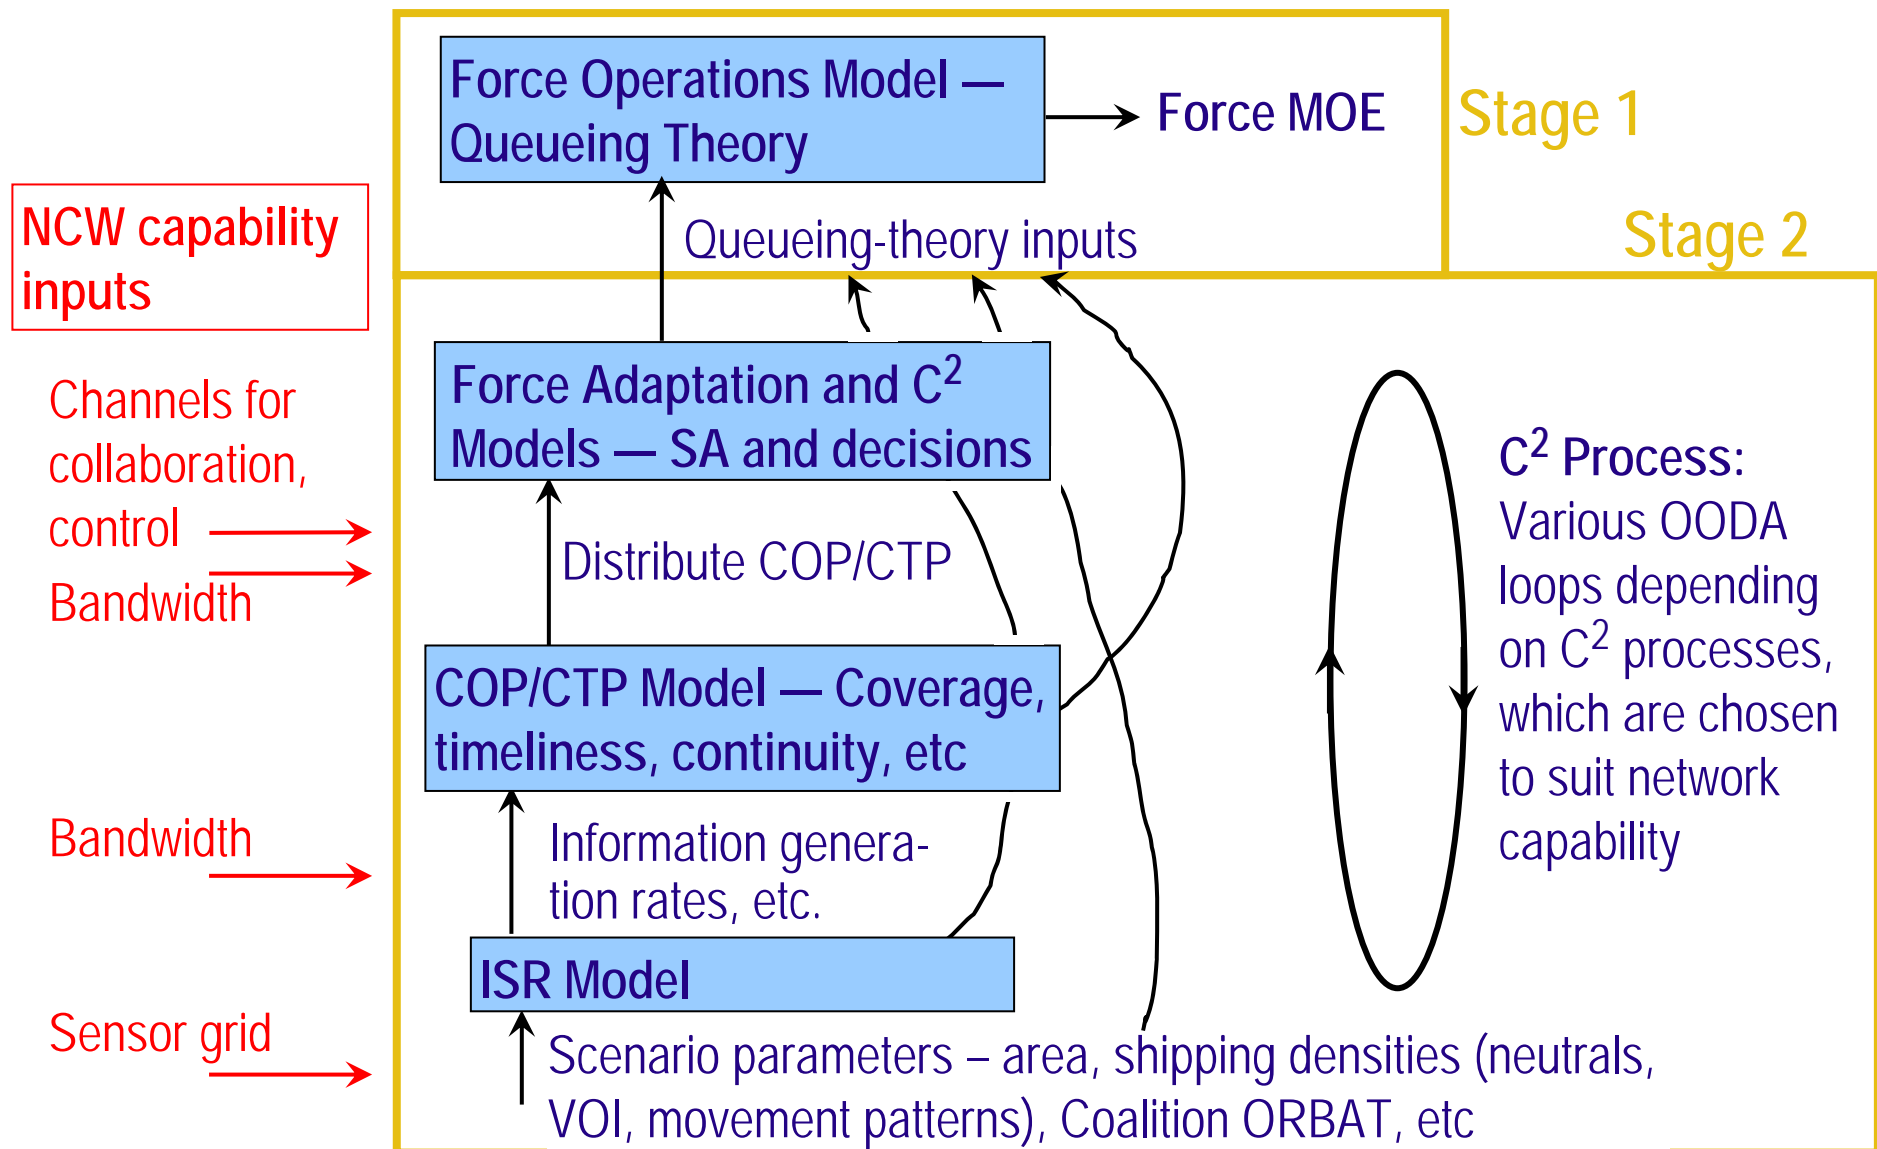 Force Operations Model —
Queueing Theory
Force MOE
Stage 1
NCW capability
inputs
Queueing-theory inputs
Stage 2
Channels for
collaboration,
control
Bandwidth
Force Adaptation and C²
Models — SA and decisions
Distribute COP/CTP
C² Process:
Various OODA
loops depending
on C² processes,
which are chosen
to suit network
capability
COP/CTP Model — Coverage,
timeliness, continuity, etc
Bandwidth
Information genera-
tion rates, etc.
ISR Model
Sensor grid
Scenario parameters – area, shipping densities (neutrals,
VOI, movement patterns), Coalition ORBAT, etc